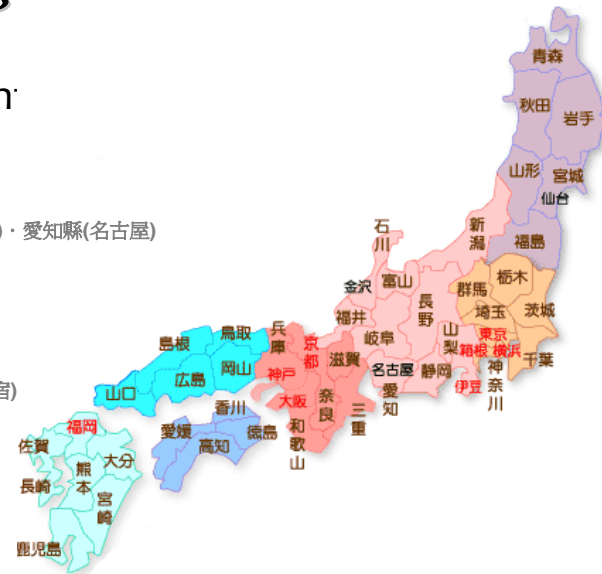 青森
秋田
岩手
山形
宮城
仙台
)・愛知縣(名古屋)
石川
新潟
福島
金沢
富山
群馬
栃木
長野
埼玉
茨城
福井
岐阜
山梨
東京
箱根
横浜
千葉
島根
鳥取
兵庫
京都
滋賀
名古屋
静岡
伊豆
神奈川
愛知
岡山
神戸
広島
山口
大阪
奈良
三重
和歌山
香川
徳島
愛媛
高知
宿)
福岡
佐賀
大分
長崎
熊本
宮崎
鹿児島